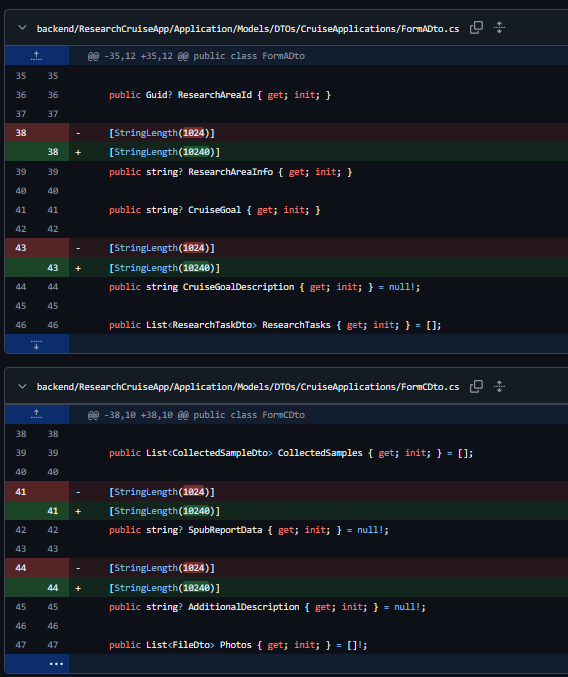 backend/ResearchCruiseApp/Application/Models/DTOs/CruiseApplications/FormADto.cs
@@ -35,12 +35,12 @@ public class FormADto
35 35
36 36 public Guid? ResearchAreaId { get; init; }
37 37
38 - [StringLength(1024)]
38 + [StringLength(10240)]
39 39 public string? ResearchAreaInfo { get; init; }
40 40
41 41 public string? CruiseGoal { get; init; }
42 42
43 - [StringLength(1024)]
43 + [StringLength(10240)]
44 44 public string CruiseGoalDescription { get; init; } = null!;
45 45
46 46 public List<ResearchTaskDto> ResearchTasks { get; init; } = [];
backend/ResearchCruiseApp/Application/Models/DTOs/CruiseApplications/FormCDto.cs
@@ -38,10 +38,10 @@ public class FormCDto
38 38
39 39 public List<CollectedSampleDto> CollectedSamples { get; init; } = [];
40 40
41 - [StringLength(1024)]
41 + [StringLength(10240)]
42 42 public string? SpubReportData { get; init; } = null!;
43 43
44 - [StringLength(1024)]
44 + [StringLength(10240)]
45 45 public string? AdditionalDescription { get; init; } = null!;
46 46
47 47 public List<FileDto> Photos { get; init; } = []!;